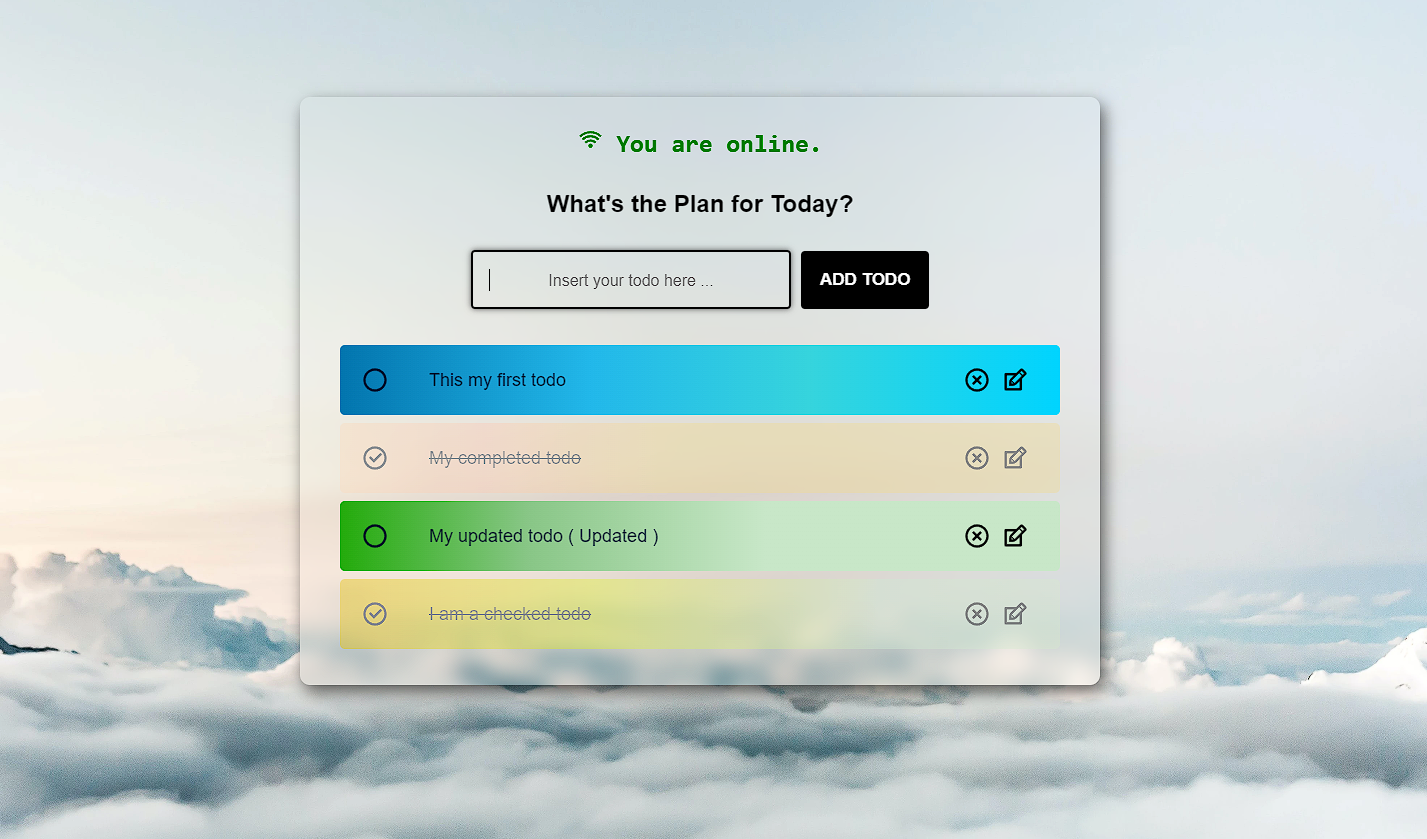 You are online.
What's the Plan for Today?
Insert your todo here ...
ADD TODO
This my first todo
My completed todo
My updated todo ( Updated )
I am a checked todo